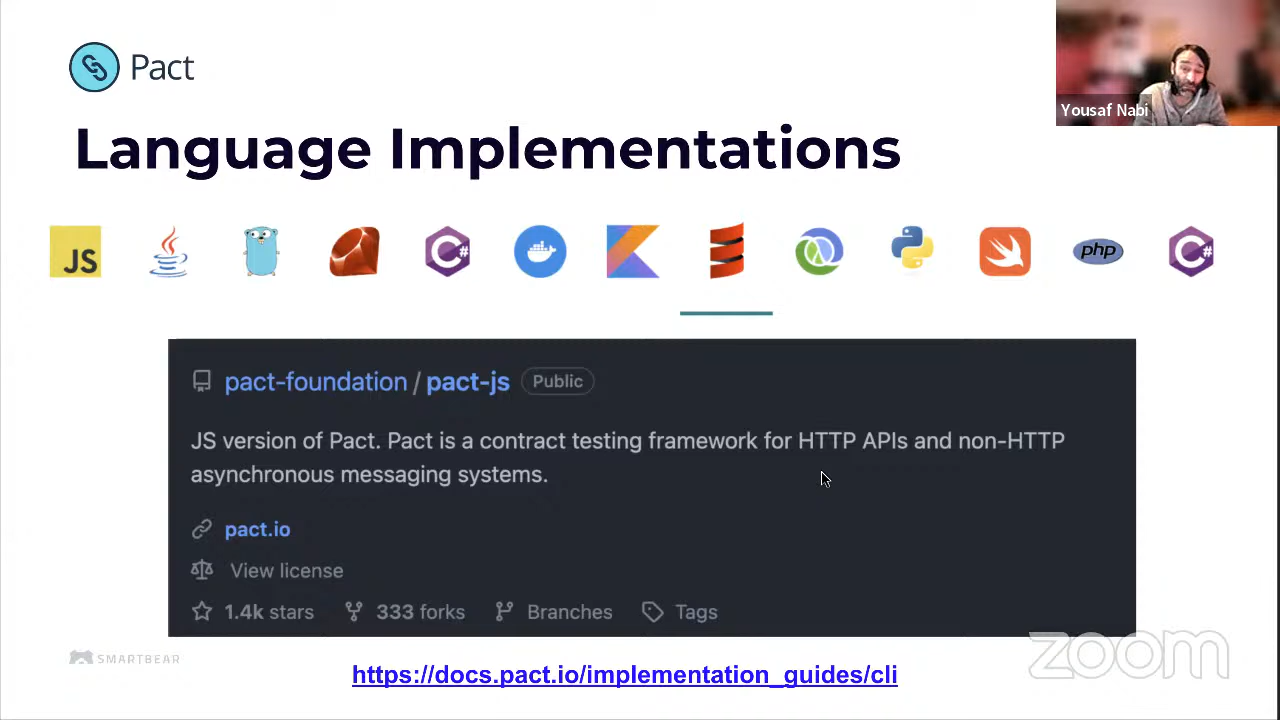 Pact
Yousaf Nabi
Language Implementations
JS
C#
php
C#
pact-foundation / pact-js Public
JS version of Pact. Pact is a contract testing framework for HTTP APIs and non-HTTP
asynchronous messaging systems.
pact.io
View license
1.4k stars 333 forks Branches Tags
SMARTBEAR
zoom
https://docs.pact.io/implementation_guides/cli